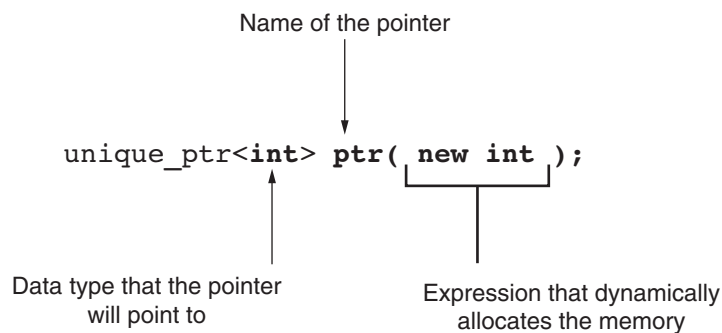 Name of the pointer
unique_ptr<int> ptr( new int );
Data type that the pointer
will point to
Expression that dynamically
allocates the memory